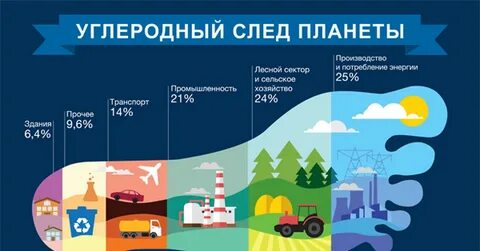 УГЛЕРОДНЫЙ СЛЕД ПЛАНЕТЫ
Здания
6,4%
Прочее
9,6%
Транспорт
14%
Промышленность
21%
Лесной сектор
и сельское
хозяйство
24%
Производство
и потребление энергии
25%